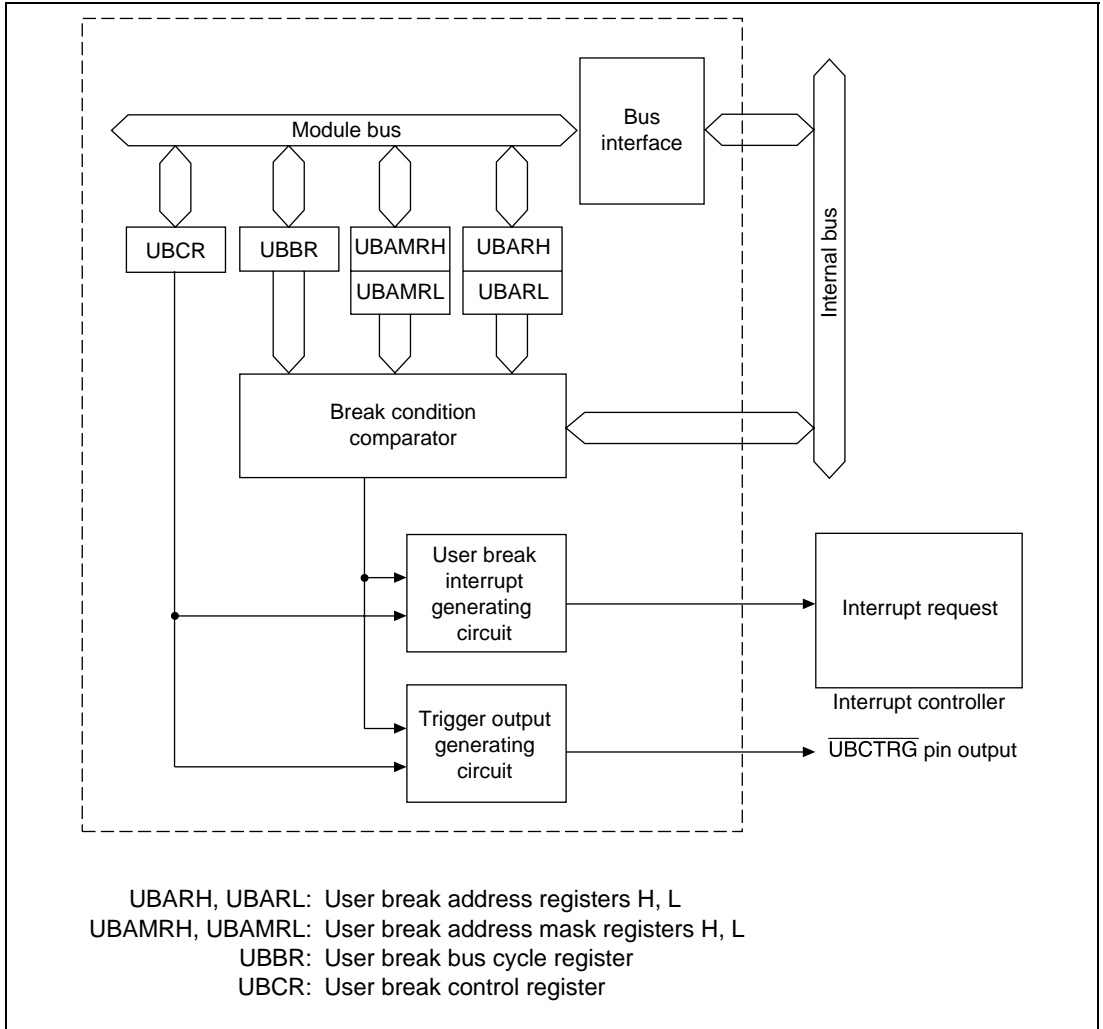 Bus
interface
Module bus
Internal bus
UBCR
UBBR
UBAMRH
UBARH
UBAMRL
UBARL
Break condition
comparator
User break
interrupt
generating
circuit
Interrupt request
Interrupt controller
Trigger output
generating
circuit
UBCTRG pin output
UBARH, UBARL: User break address registers H, L
UBAMRH, UBAMRL: User break address mask registers H, L
UBBR: User break bus cycle register
UBCR: User break control register